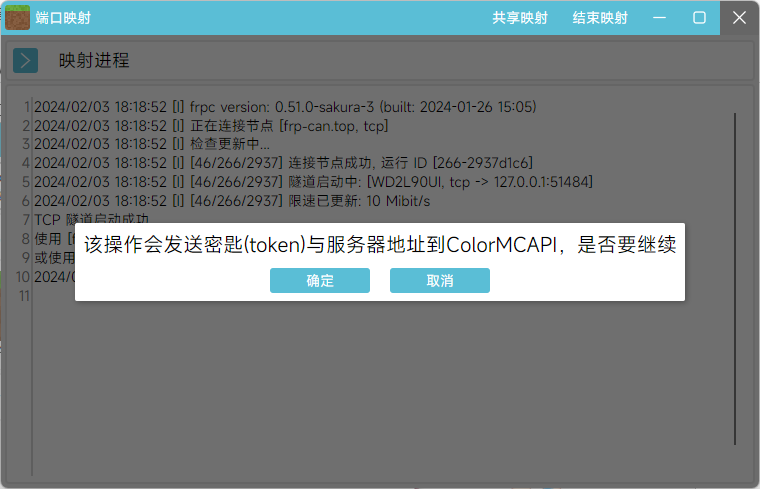 端口映射 共享映射 结束映射
映射进程
1 2024/02/03 18:18:52 [I] frpc version: 0.51.0-sakura-3 (built: 2024-01-26 15:05)
2 2024/02/03 18:18:52 [I] 正在连接节点 [frp-can.top, tcp]
3 2024/02/03 18:18:52 [I] 检查更新中...
4 2024/02/03 18:18:52 [I] [46/266/2937] 连接节点成功, 运行 ID [266-2937d1c6]
5 2024/02/03 18:18:52 [I] [46/266/2937] 隧道启动中: [WD2L90UI, tcp -> 127.0.0.1:51484]
6 2024/02/03 18:18:52 [I] [46/266/2937] 限速已更新: 10 Mibit/s
7 TCP 隧道启动成功
8 使用
9 或使用
10 2024/0
11
该操作会发送密匙(token)与服务器地址到ColorMCAPI，是否要继续
确定 取消